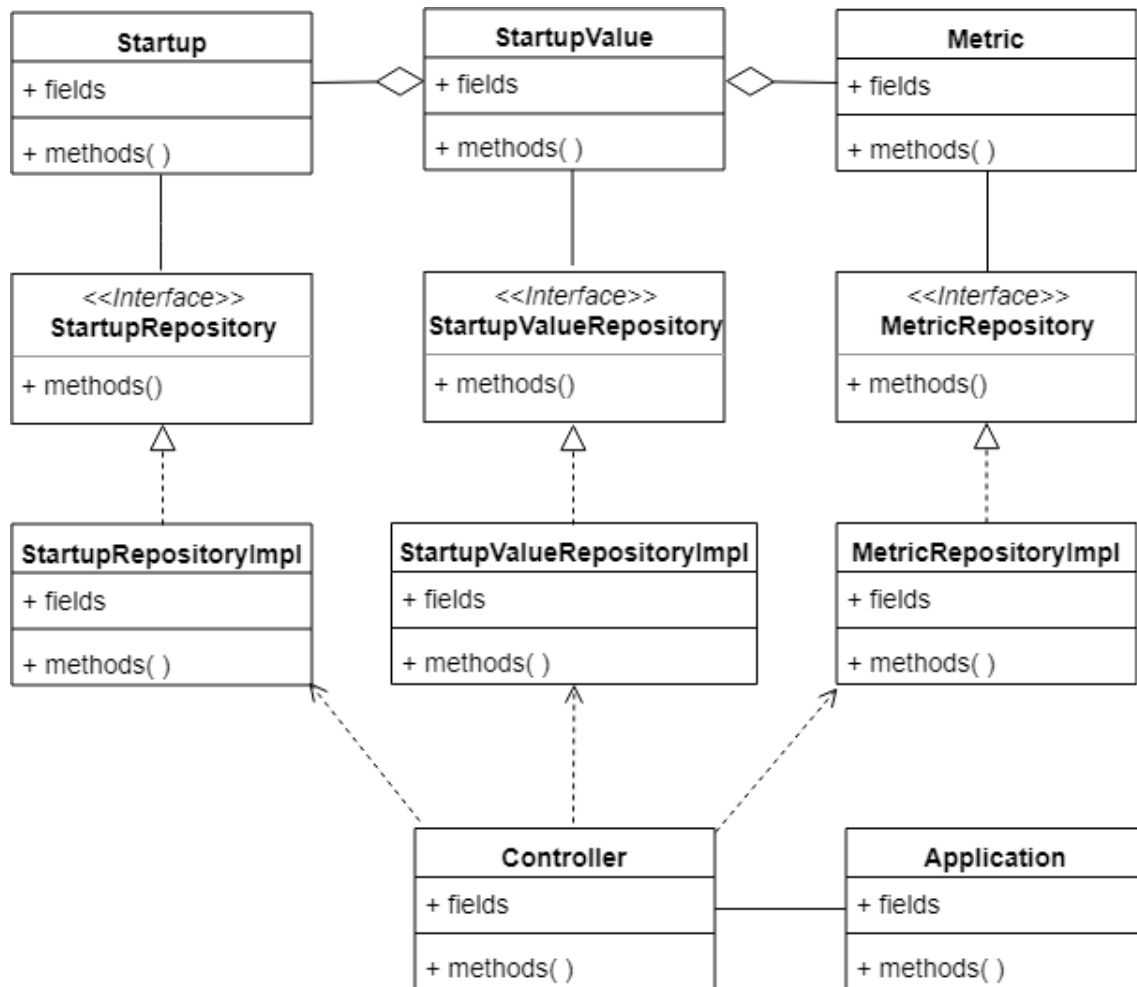 Startup
+ fields
+ methods( )
StartupValue
+ fields
+ methods( )
Metric
+ fields
+ methods( )
<<Interface>>
StartupRepository
+ methods()
<<Interface>>
StartupValueRepository
+ methods()
<<Interface>>
MetricRepository
+ methods()
StartupRepositoryImpl
+ fields
+ methods( )
StartupValueRepositoryImpl
+ fields
+ methods( )
MetricRepositoryImpl
+ fields
+ methods( )
Controller
+ fields
+ methods( )
Application
+ fields
+ methods( )